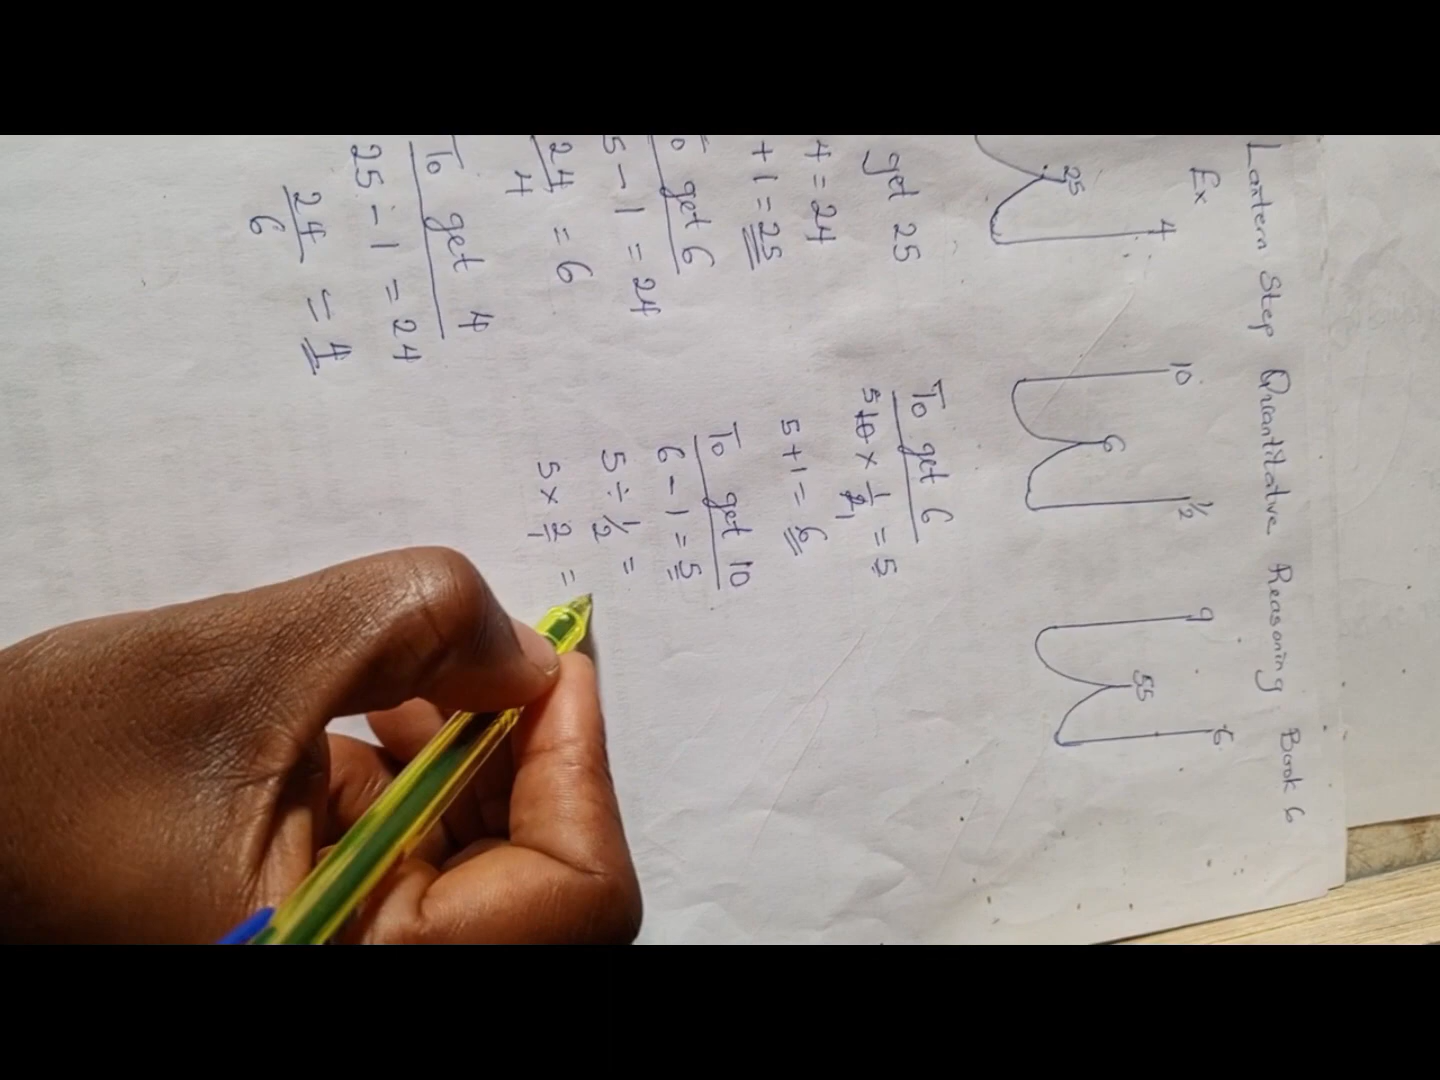 Lantern Step Quantitative Reasoning Book 6
Ex
4
25
10
1/2
6
9
6
55
get 25
4 = 24
+ 1 = 25
To get 6
5 - 1 = 24
24/4 = 6
To get 4
25 - 1 = 24
24/6 = 4
To get 6
5 10 × 1/2 1 = 5
5 + 1 = 6
To get 10
6 - 1 = 5
5 ÷ 1/2 =
5 × 2/1 =